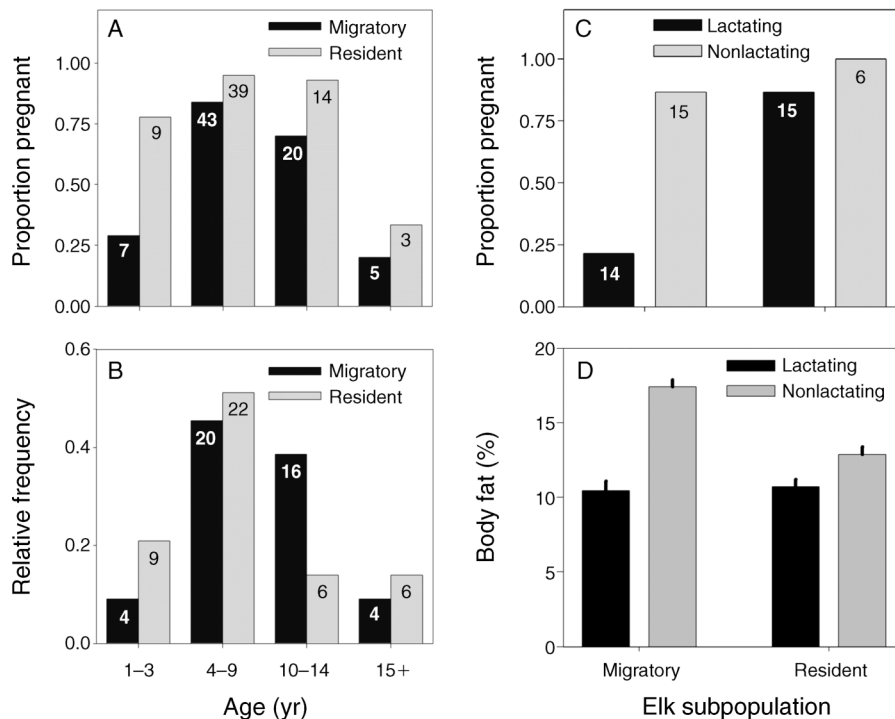 A
Migratory
Resident
Proportion pregnant
1.00
0.75
0.50
0.25
0.00
7
9
43
39
20
14
5
3
B
Migratory
Resident
Relative frequency
0.6
0.4
0.2
0.0
4
9
20
22
16
6
4
6
1–3
4–9
10–14
15+
Age (yr)
C
Lactating
Nonlactating
Proportion pregnant
1.00
0.75
0.50
0.25
0.00
14
15
15
6
D
Lactating
Nonlactating
Body fat (%)
20
15
10
5
0
Migratory
Resident
Elk subpopulation